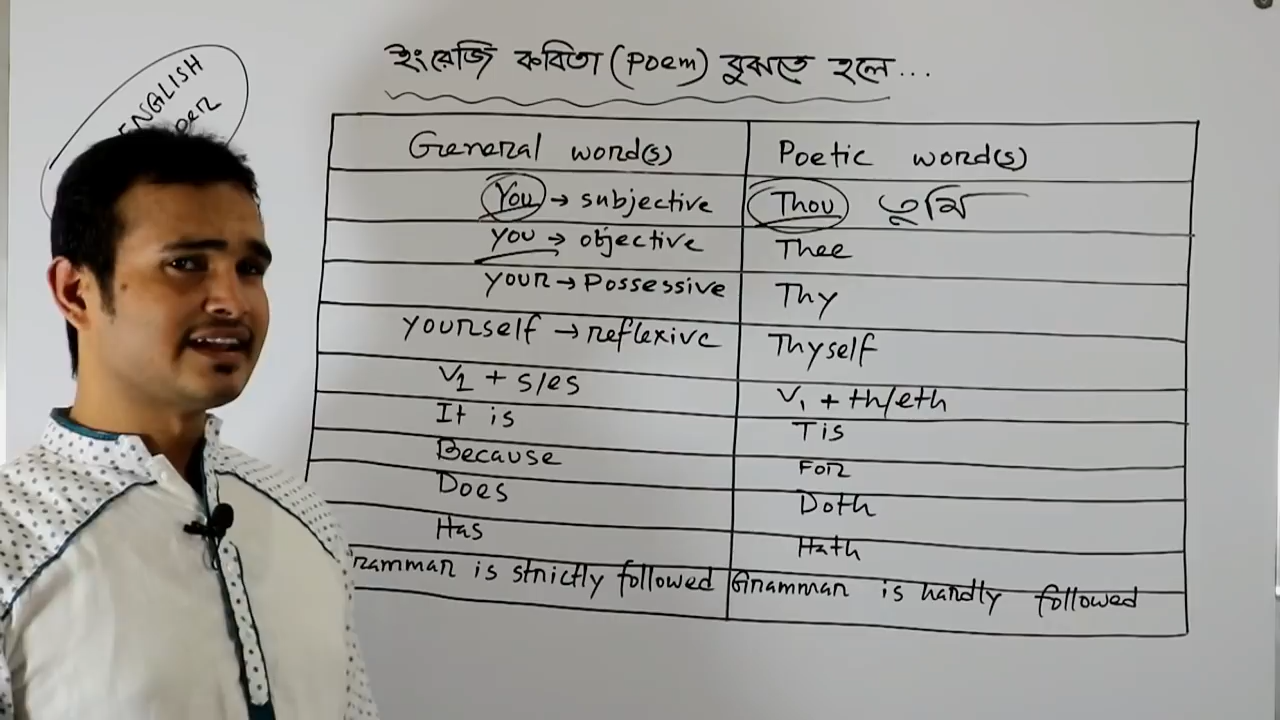 ইংরেজি কবিতা (Poem) বুঝতে হলে...
ENGLISH
General word(s) Poetic word(s)
You → subjective Thou তুমি
you → objective Thee
your → Possessive Thy
yourself → reflexive Thyself
V1 + s/es V1 + th/eth
It is Tis
Because For
Does Doth
Has Hath
rammar is strictly followed Grammar is hardly followed